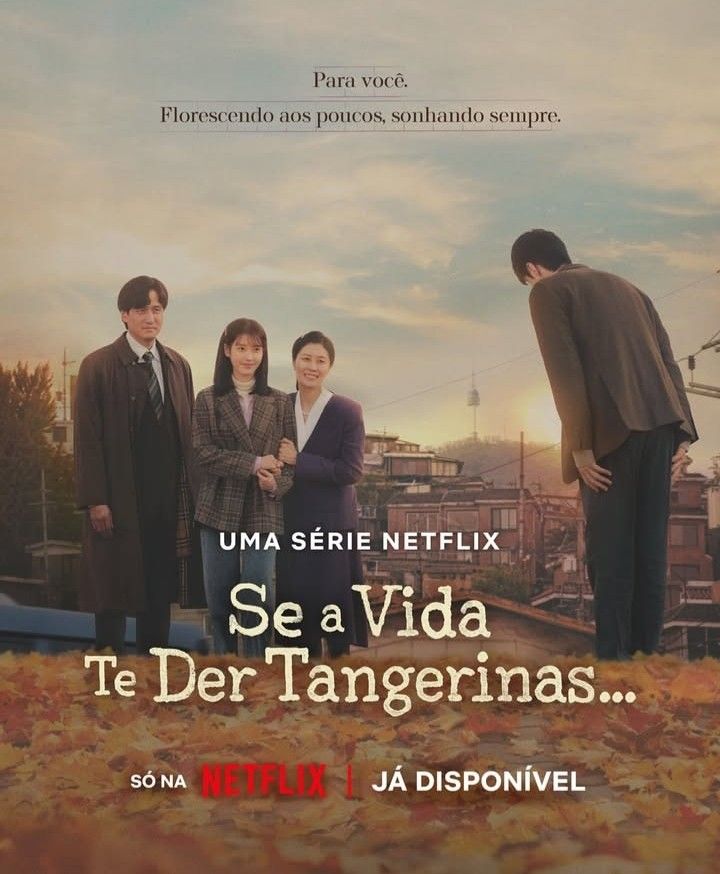 Para você.
Florescendo aos poucos, sonhando sempre.
UMA SÉRIE NETFLIX
Se a Vida
Te Der Tangerinas...
SÓ NA NETFLIX | JÁ DISPONÍVEL